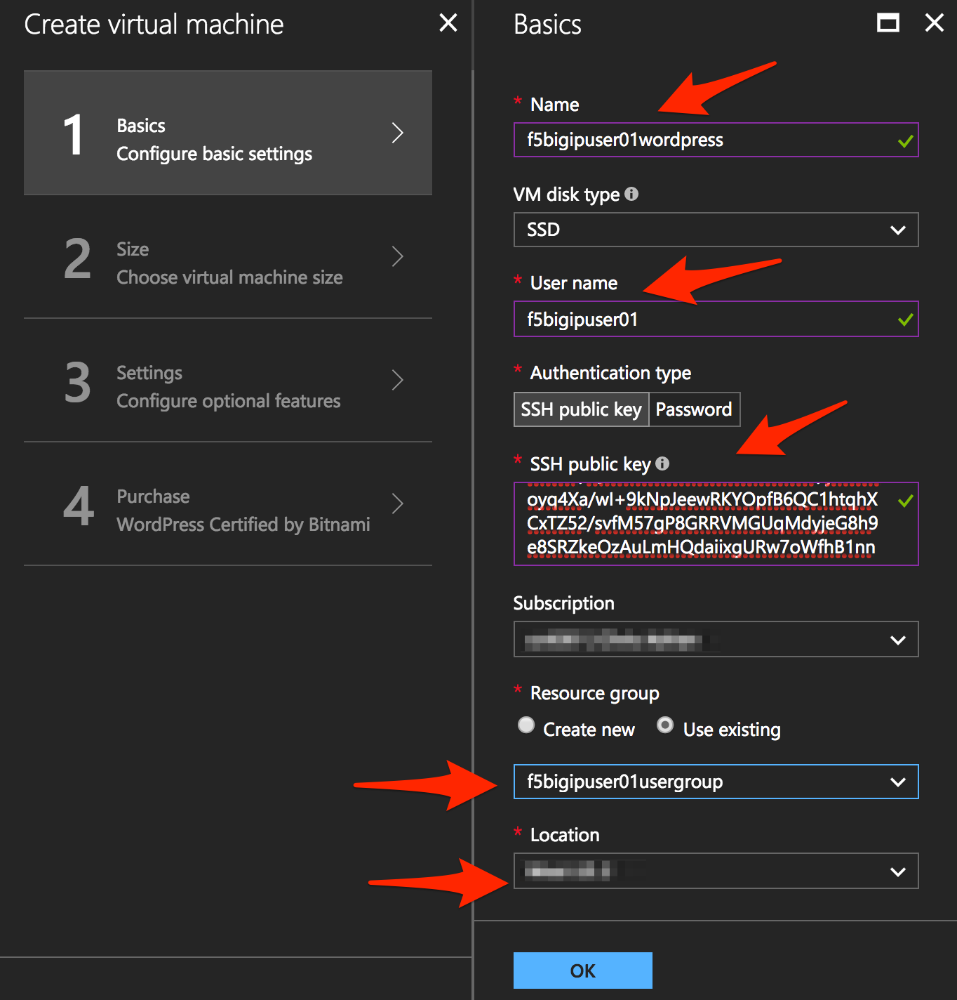 Create virtual machine
1
Basics
Configure basic settings
2
Size
Choose virtual machine size
3
Settings
Configure optional features
4
Purchase
WordPress Certified by Bitnami
Basics
* Name
f5bigipuser01wordpress
VM disk type
SSD
* User name
f5bigipuser01
* Authentication type
SSH public key Password
* SSH public key
oyq4Xa/wI+9kNpJeewRKYOpfB6QC1htqhX
CxTZ52/svfM57gP8GRRVMGUqMdyjeG8h9
e8SRZkeOzAuLmHQdaiixgURw7oWfhB1nn
Subscription
* Resource group
Create new Use existing
f5bigipuser01usergroup
* Location
OK